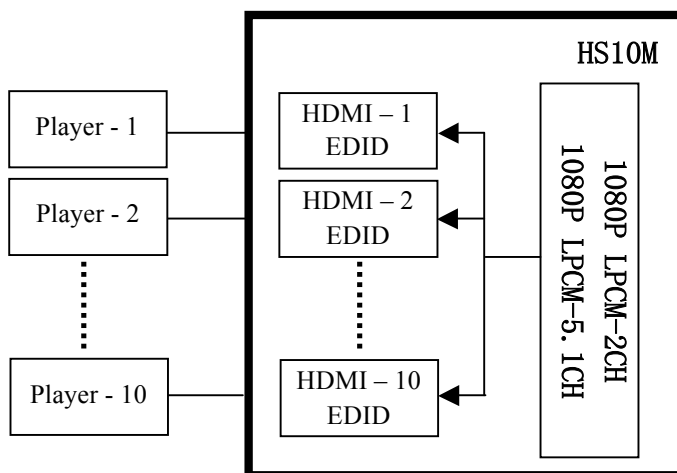 HS10M
Player - 1
HDMI – 1
EDID
Player - 2
HDMI – 2
EDID
Player - 10
HDMI – 10
EDID
1080P LPCM-2CH
1080P LPCM-5.1CH